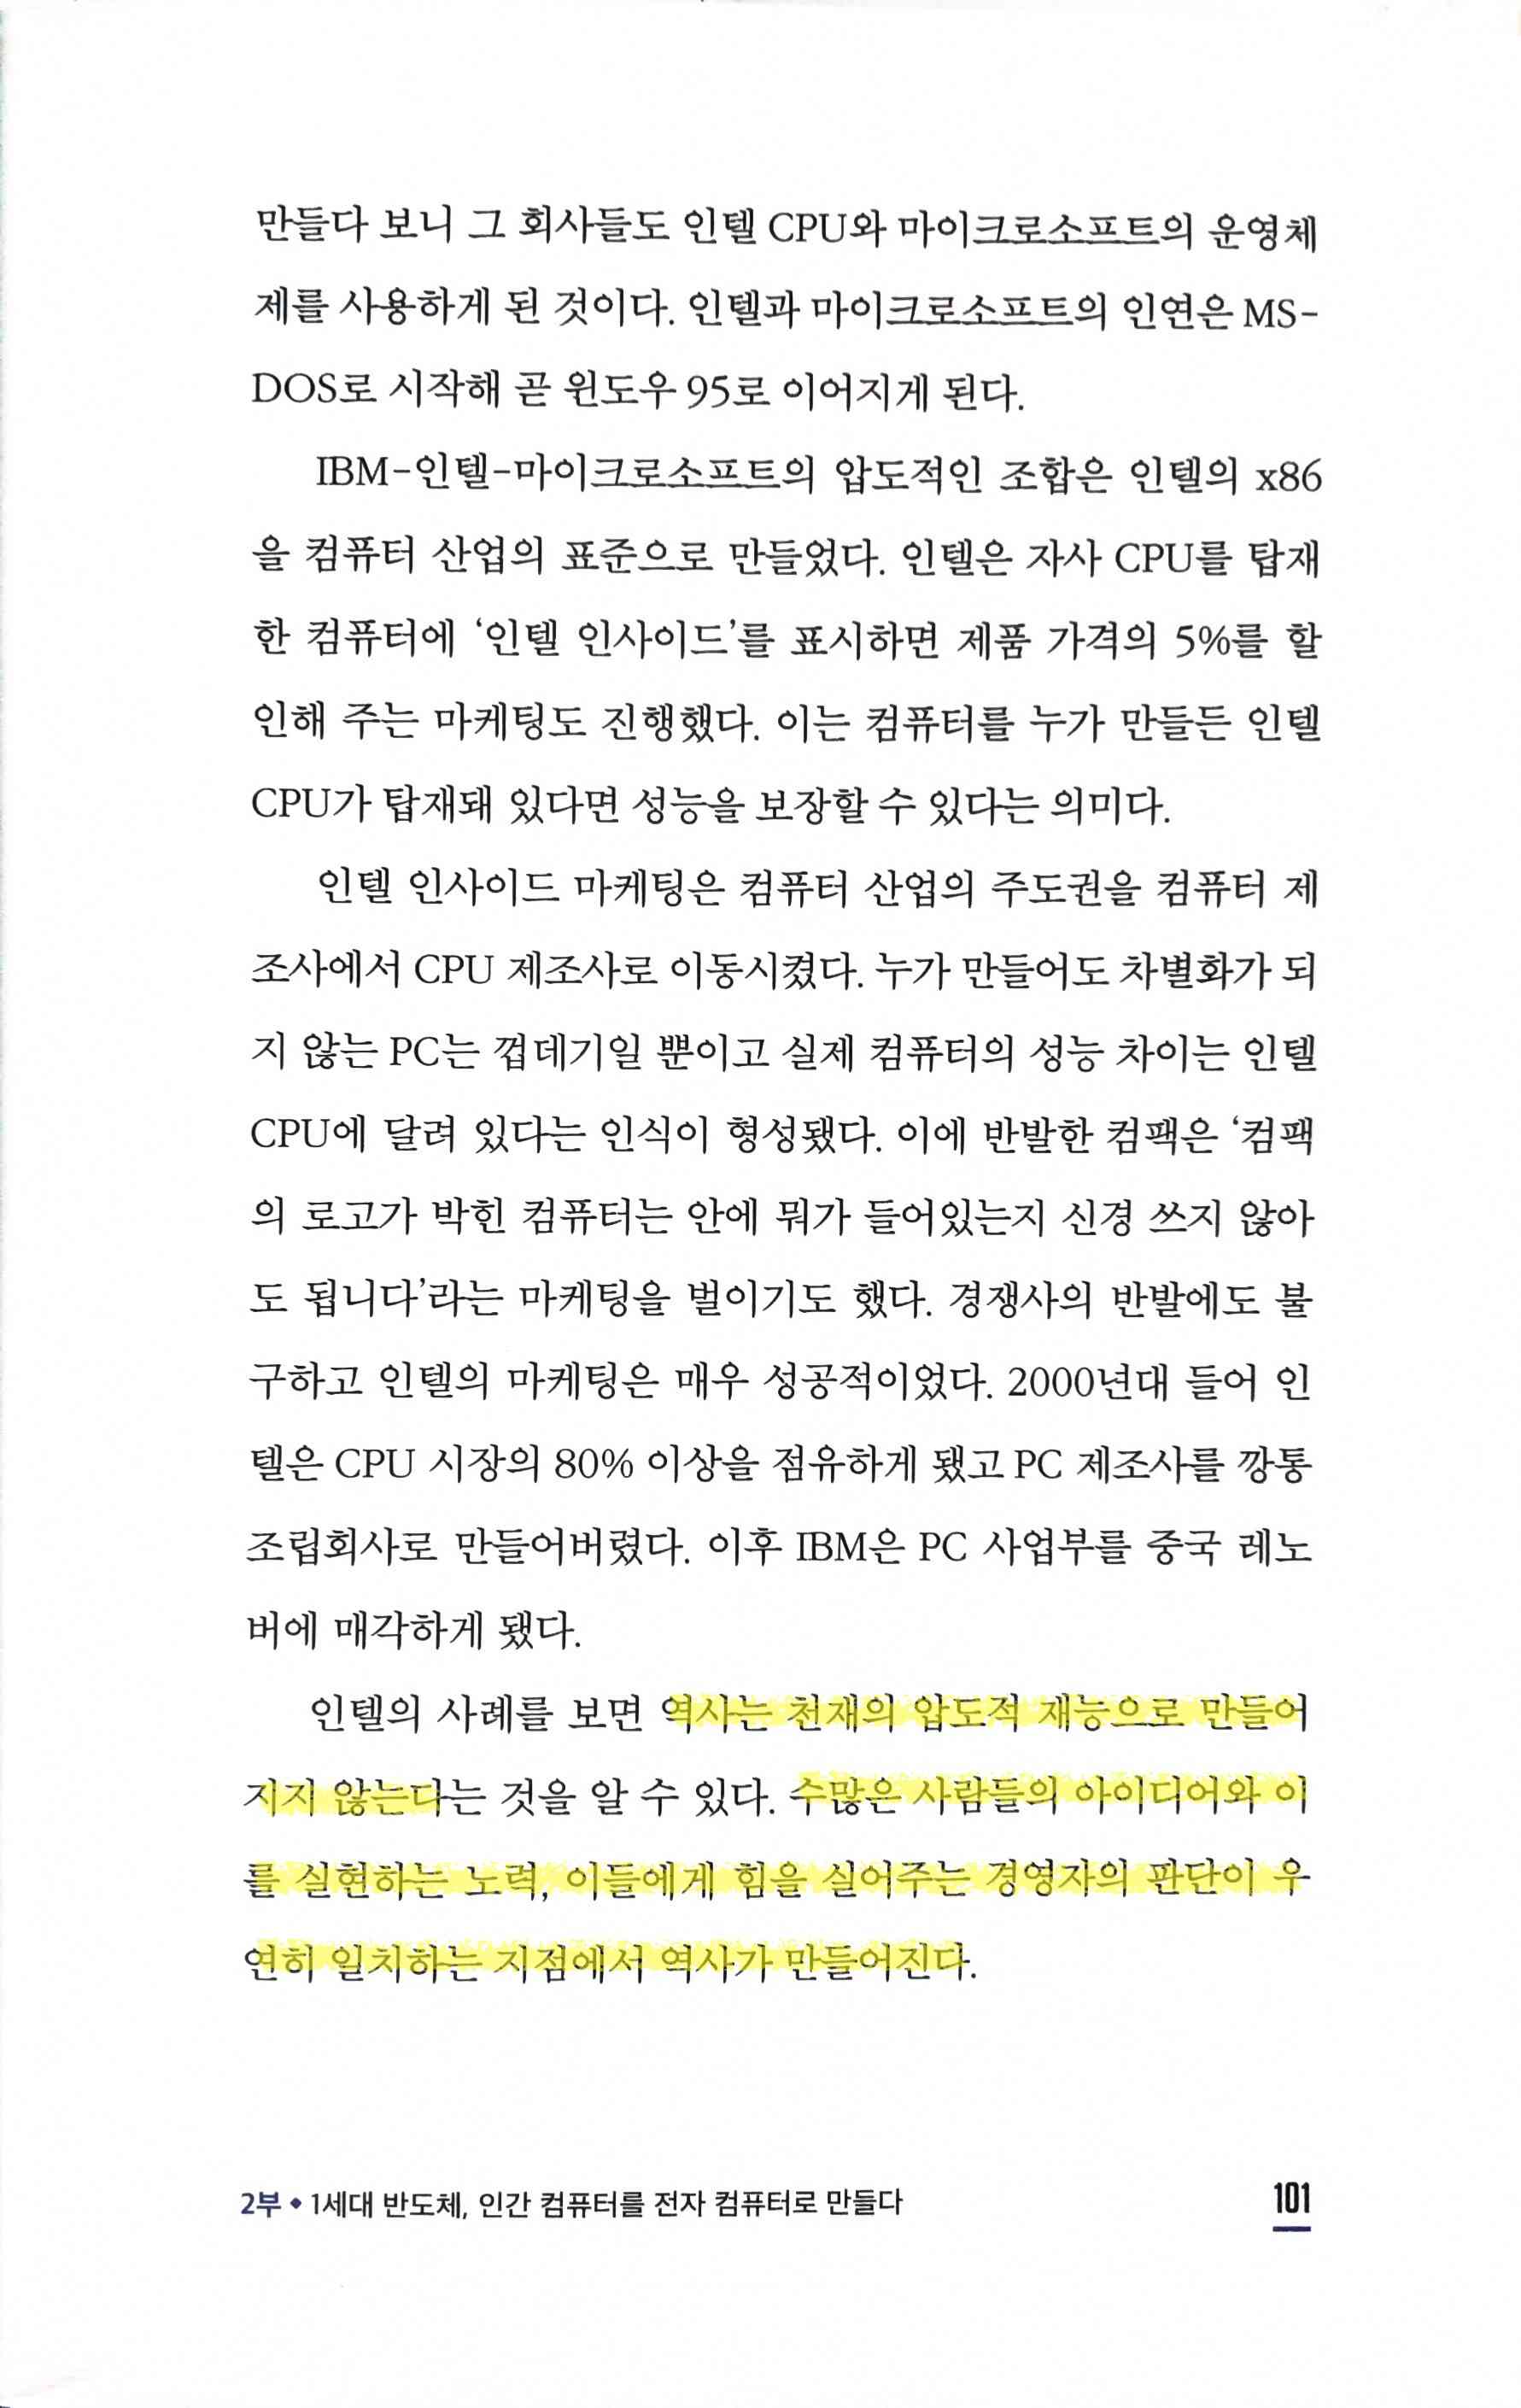 만들다 보니 그 회사들도 인텔 CPU와 마이크로소프트의 운영체
제를 사용하게 된 것이다. 인텔과 마이크로소프트의 인연은 MS-
DOS로 시작해 곧 윈도우 95로 이어지게 된다.
IBM-인텔-마이크로소프트의 압도적인 조합은 인텔의 x86
을 컴퓨터 산업의 표준으로 만들었다. 인텔은 자사 CPU를 탑재
한 컴퓨터에 ‘인텔 인사이드’를 표시하면 제품 가격의 5%를 할
인해 주는 마케팅도 진행했다. 이는 컴퓨터를 누가 만들든 인텔
CPU가 탑재돼 있다면 성능을 보장할 수 있다는 의미다.
인텔 인사이드 마케팅은 컴퓨터 산업의 주도권을 컴퓨터 제
조사에서 CPU 제조사로 이동시켰다. 누가 만들어도 차별화가 되
지 않는 PC는 껍데기일 뿐이고 실제 컴퓨터의 성능 차이는 인텔
CPU에 달려 있다는 인식이 형성됐다. 이에 반발한 컴팩은 ‘컴팩
의 로고가 박힌 컴퓨터는 안에 뭐가 들어있는지 신경 쓰지 않아
도 됩니다’라는 마케팅을 벌이기도 했다. 경쟁사의 반발에도 불
구하고 인텔의 마케팅은 매우 성공적이었다. 2000년대 들어 인
텔은 CPU 시장의 80% 이상을 점유하게 됐고 PC 제조사를 깡통
조립회사로 만들어버렸다. 이후 IBM은 PC 사업부를 중국 레노
버에 매각하게 됐다.
인텔의 사례를 보면 역사는 천재의 압도적 재능으로 만들어
지지 않는다는 것을 알 수 있다. 수많은 사람들의 아이디어와 이
를 실현하는 노력, 이들에게 힘을 실어주는 경영자의 판단이 우
연히 일치하는 지점에서 역사가 만들어진다.
2부 ◆ 1세대 반도체, 인간 컴퓨터를 전자 컴퓨터로 만들다
101